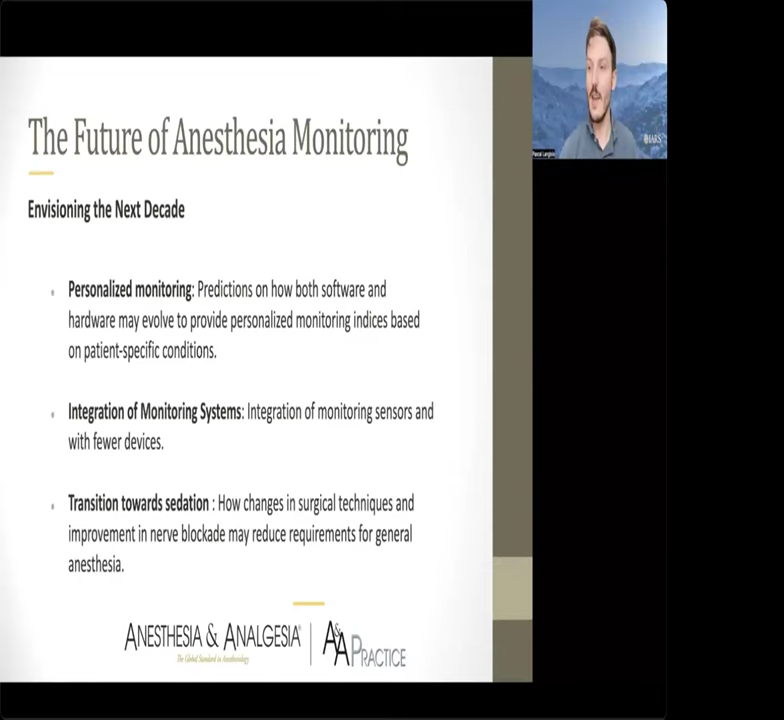 The Future of Anesthesia Monitoring
Envisioning the Next Decade
Personalized monitoring: Predictions on how both software and
hardware may evolve to provide personalized monitoring indices based
on patient-specific conditions.
Integration of Monitoring Systems: Integration of monitoring sensors and
with fewer devices.
Transition towards sedation : How changes in surgical techniques and
improvement in nerve blockade may reduce requirements for general
anesthesia.
ANESTHESIA & ANALGESIA®
The Global Standard in Anesthesiology
A&A PRACTICE
IARS